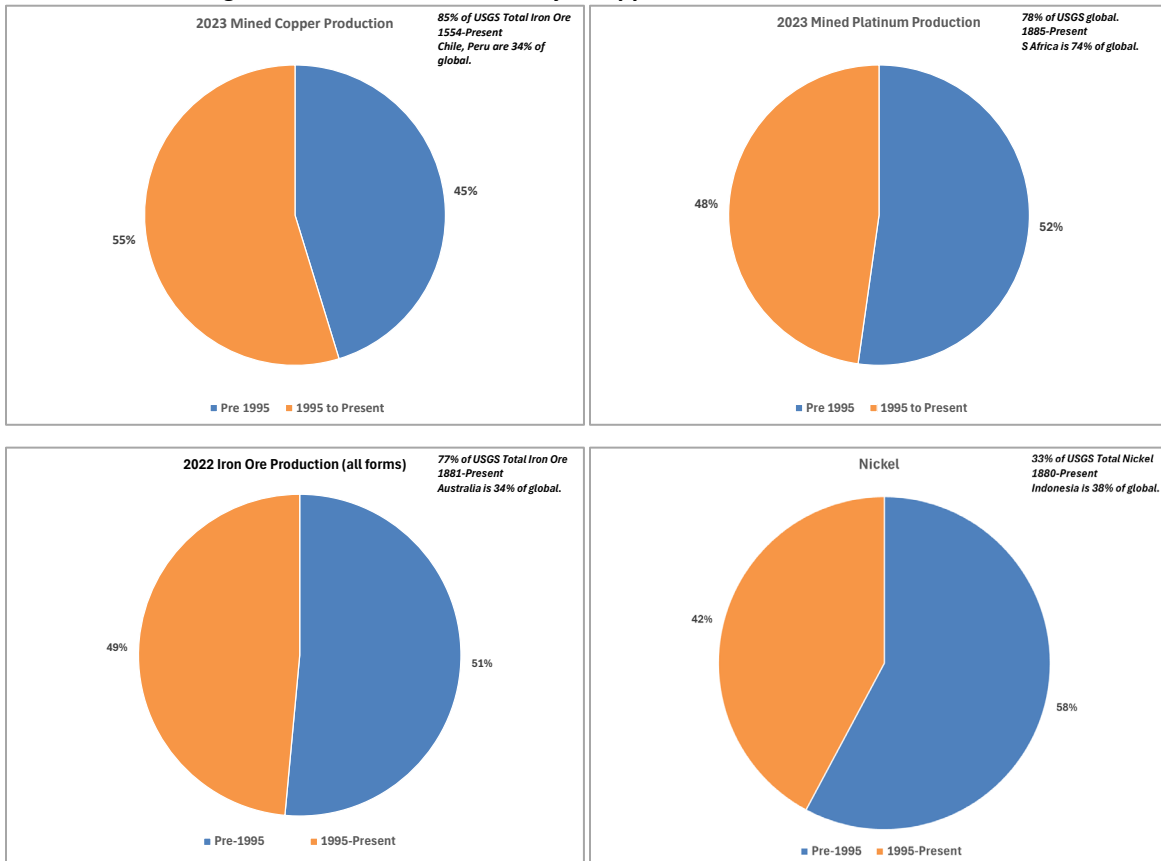 2023 Mined Copper Production
85% of USGS Total Iron Ore
1554-Present
Chile, Peru are 34% of
global.
45%
55%
Pre 1995 1995 to Present
2023 Mined Platinum Production
78% of USGS global.
1885-Present
S Africa is 74% of global.
48%
52%
Pre 1995 1995 to Present
2022 Iron Ore Production (all forms)
77% of USGS Total Iron Ore
1881-Present
Australia is 34% of global.
49%
51%
Pre-1995 1995-Present
Nickel
33% of USGS Total Nickel
1880-Present
Indonesia is 38% of global.
42%
58%
Pre-1995 1995-Present